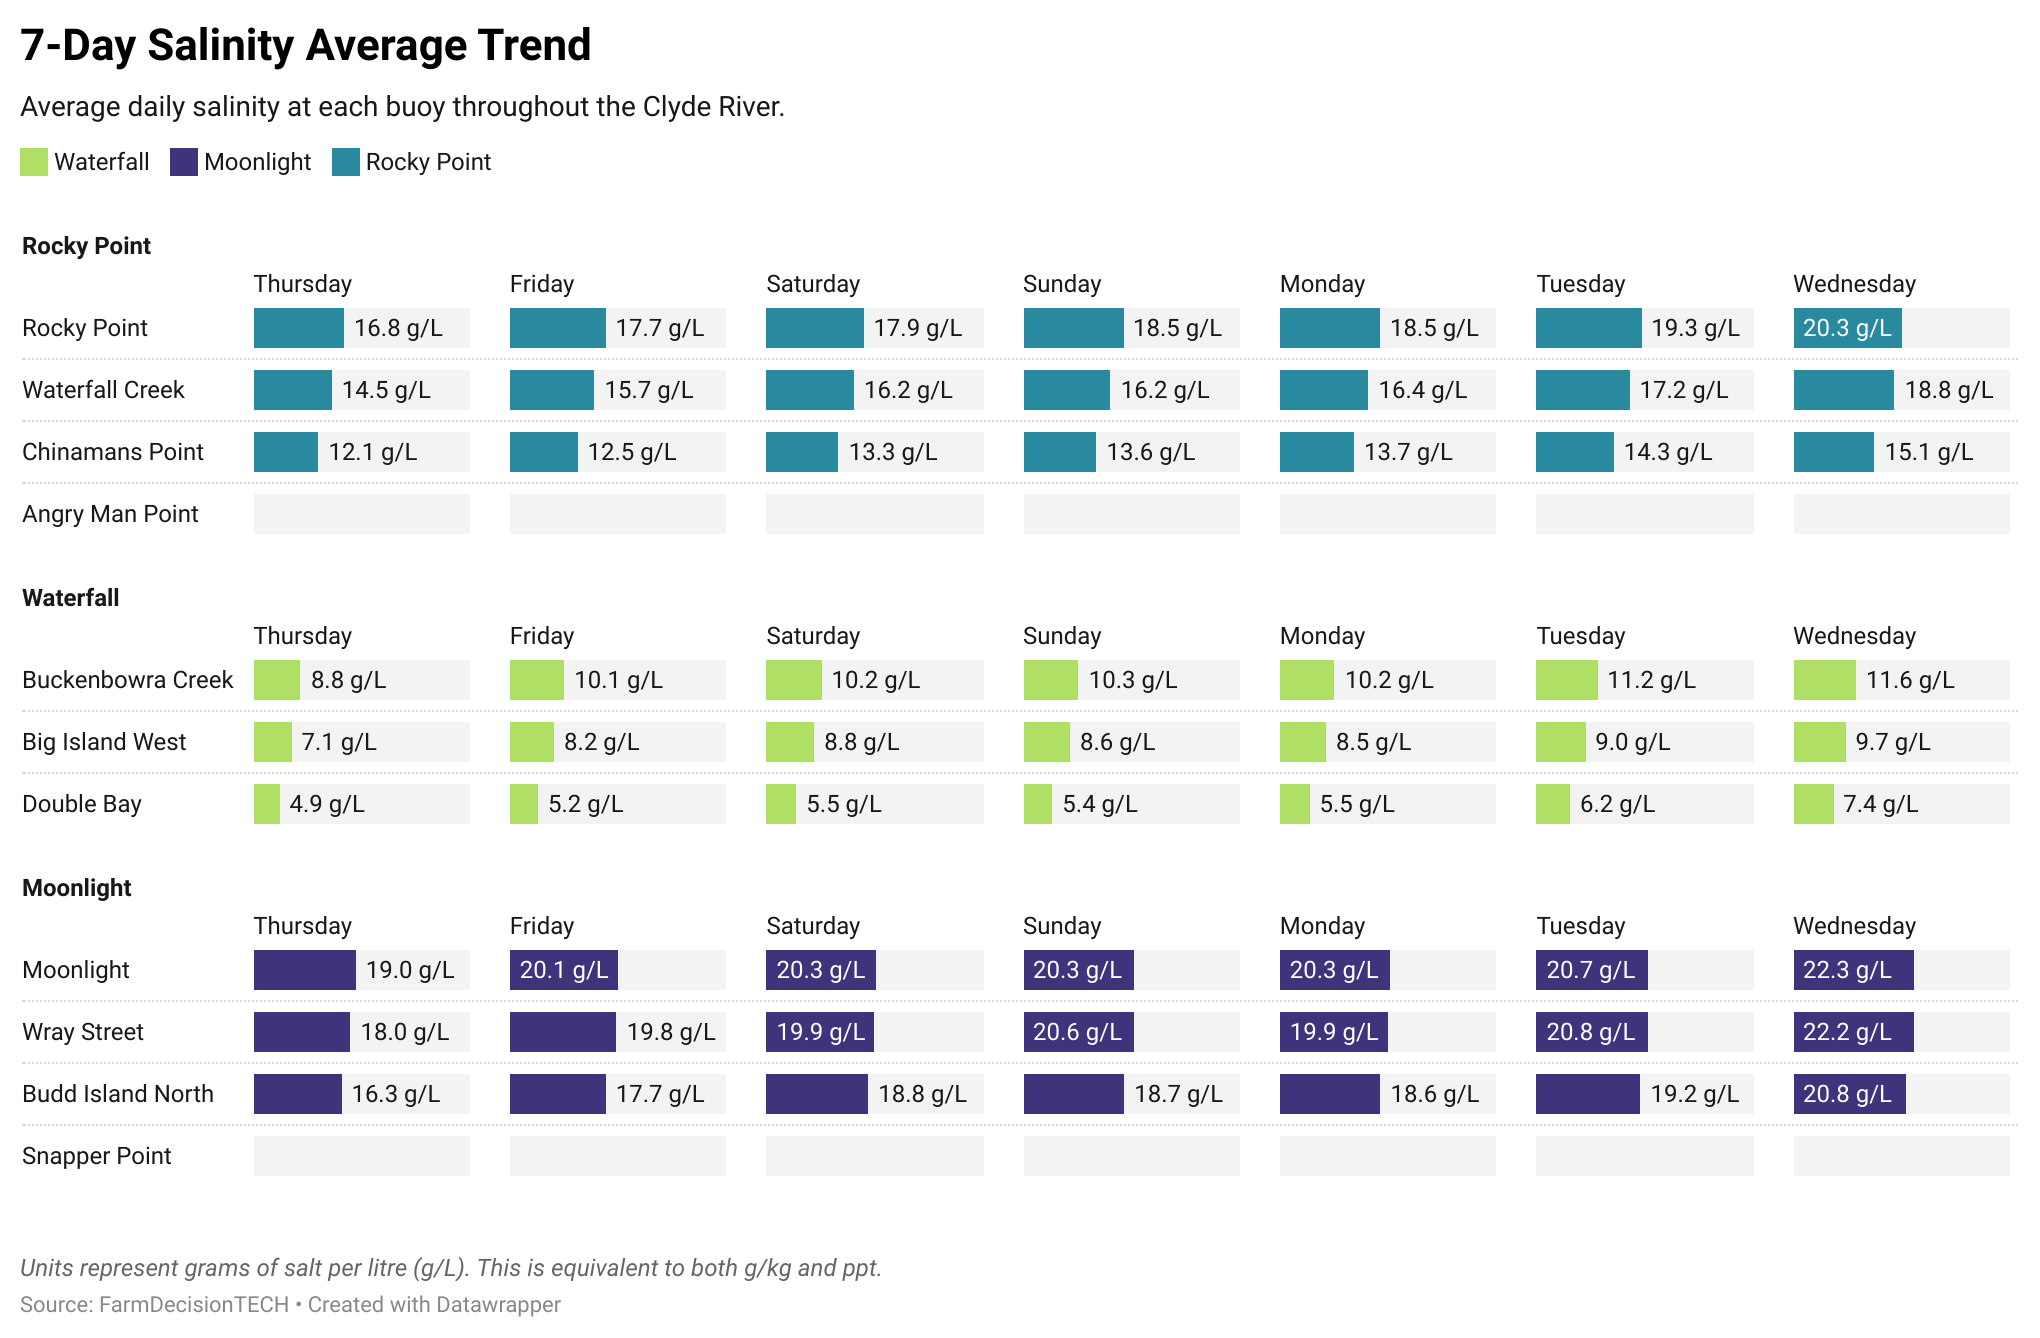 7-Day Salinity Average Trend
Average daily salinity at each buoy throughout the Clyde River.
Waterfall Moonlight Rocky Point
Rocky Point
Thursday Friday Saturday Sunday Monday Tuesday Wednesday
Rocky Point 16.8 g/L 17.7 g/L 17.9 g/L 18.5 g/L 18.5 g/L 19.3 g/L 20.3 g/L
Waterfall Creek 14.5 g/L 15.7 g/L 16.2 g/L 16.2 g/L 16.4 g/L 17.2 g/L 18.8 g/L
Chinamans Point 12.1 g/L 12.5 g/L 13.3 g/L 13.6 g/L 13.7 g/L 14.3 g/L 15.1 g/L
Angry Man Point
Waterfall
Thursday Friday Saturday Sunday Monday Tuesday Wednesday
Buckenbowra Creek 8.8 g/L 10.1 g/L 10.2 g/L 10.3 g/L 10.2 g/L 11.2 g/L 11.6 g/L
Big Island West 7.1 g/L 8.2 g/L 8.8 g/L 8.6 g/L 8.5 g/L 9.0 g/L 9.7 g/L
Double Bay 4.9 g/L 5.2 g/L 5.5 g/L 5.4 g/L 5.5 g/L 6.2 g/L 7.4 g/L
Moonlight
Thursday Friday Saturday Sunday Monday Tuesday Wednesday
Moonlight 19.0 g/L 20.1 g/L 20.3 g/L 20.3 g/L 20.3 g/L 20.7 g/L 22.3 g/L
Wray Street 18.0 g/L 19.8 g/L 19.9 g/L 20.6 g/L 19.9 g/L 20.8 g/L 22.2 g/L
Budd Island North 16.3 g/L 17.7 g/L 18.8 g/L 18.7 g/L 18.6 g/L 19.2 g/L 20.8 g/L
Snapper Point
Units represent grams of salt per litre (g/L). This is equivalent to both g/kg and ppt.
Source: FarmDecisionTECH • Created with Datawrapper